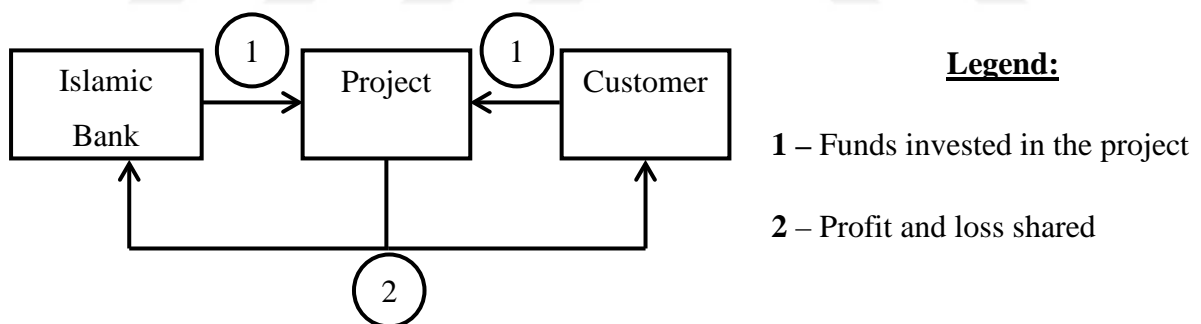 1
1
Islamic
Bank
Project
Customer
2
Legend:
1 – Funds invested in the project
2 – Profit and loss shared